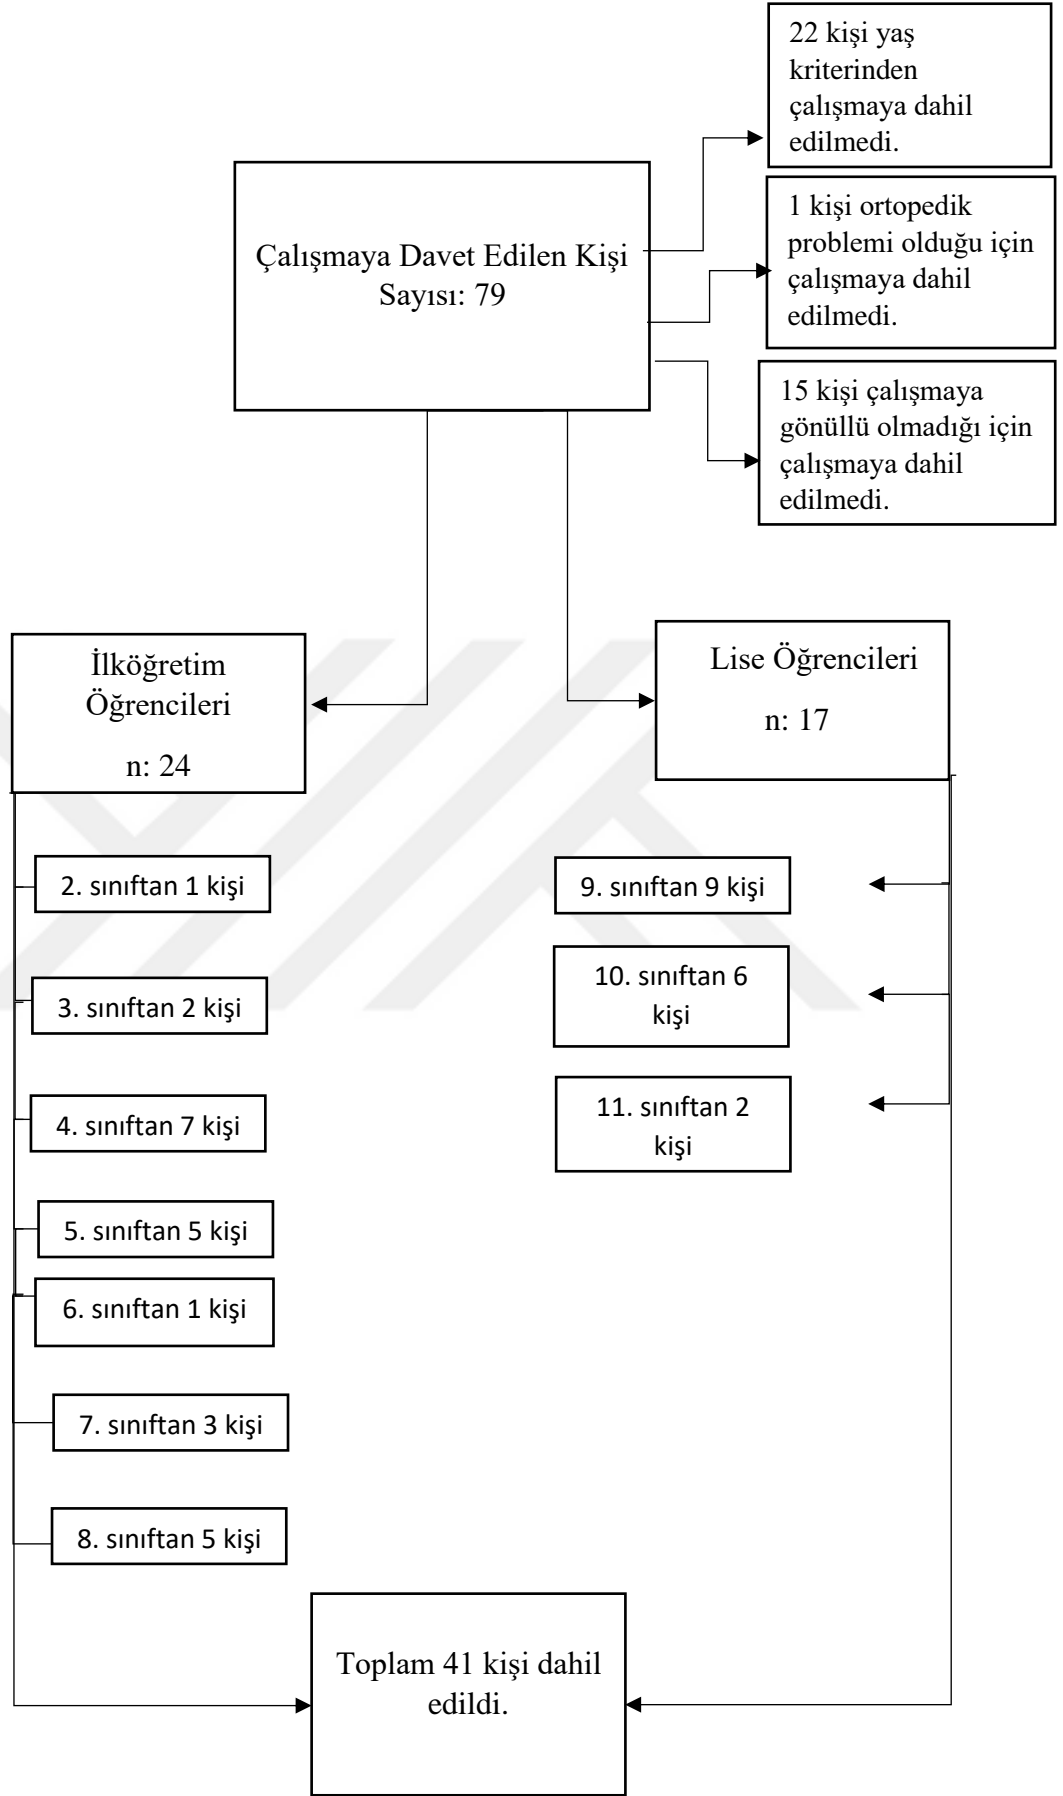 22 kişi yaş
kriterinden
çalışmaya dahil
edilmedi.
Çalışmaya Davet Edilen Kişi
Sayısı: 79
1 kişi ortopedik
problemi olduğu için
çalışmaya dahil
edilmedi.
15 kişi çalışmaya
gönüllü olmadığı için
çalışmaya dahil
edilmedi.
İlköğretim
Öğrencileri
n: 24
Lise Öğrencileri
n: 17
2. sınıftan 1 kişi
3. sınıftan 2 kişi
4. sınıftan 7 kişi
5. sınıftan 5 kişi
6. sınıftan 1 kişi
7. sınıftan 3 kişi
8. sınıftan 5 kişi
9. sınıftan 9 kişi
10. sınıftan 6
kişi
11. sınıftan 2
kişi
Toplam 41 kişi dahil
edildi.